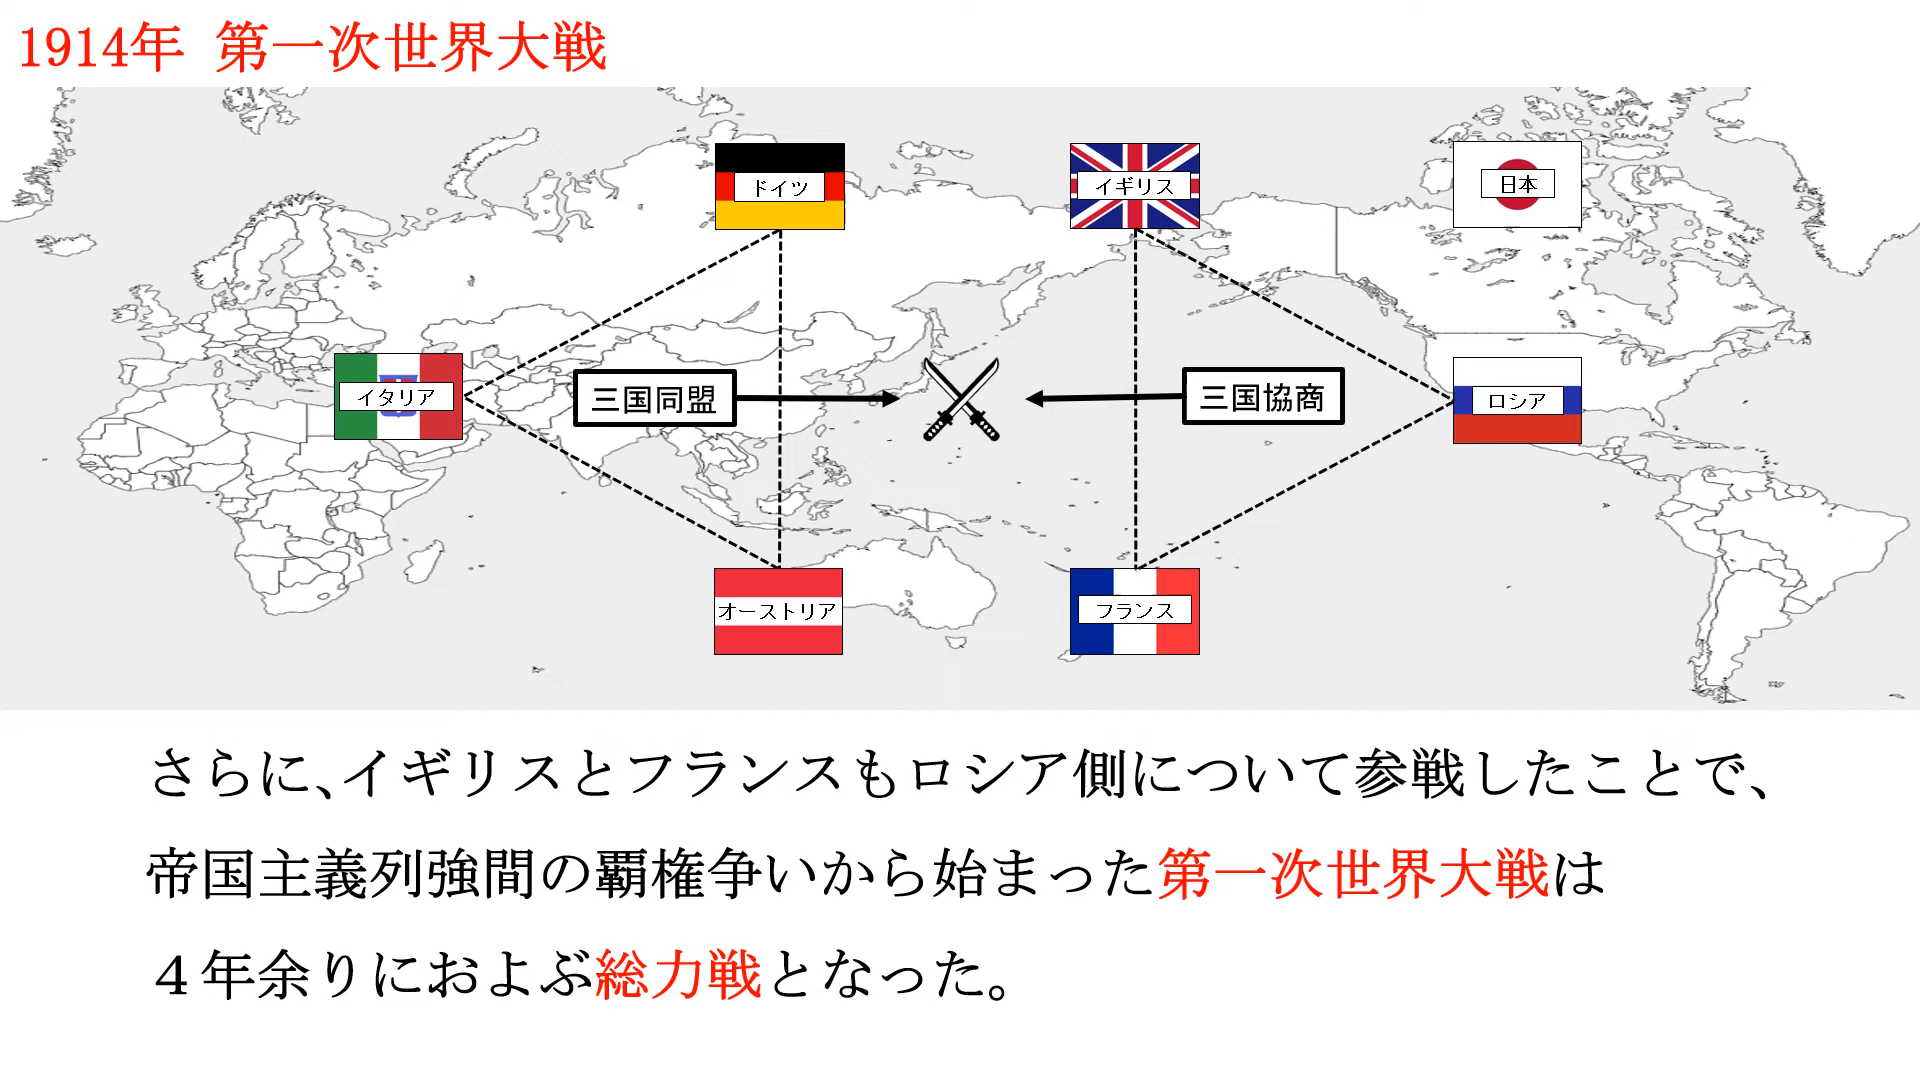 1914年 第一次世界大戦
ドイツ
イギリス
日本
イタリア
三国同盟
三国協商
ロシア
オーストリア
フランス
さらに、イギリスとフランスもロシア側について参戦したことで、
帝国主義列強間の覇権争いから始まった第一次世界大戦は
４年余りにおよぶ総力戦となった。